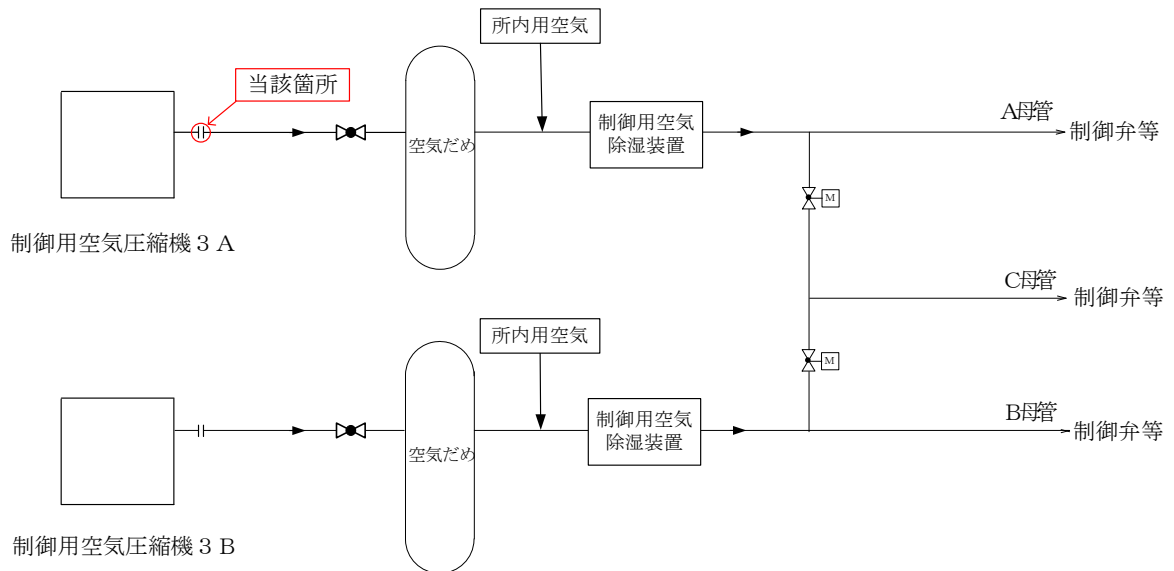 所内用空気
当該箇所
空気だめ
制御用空気
除湿装置
A母管
制御弁等
M
制御用空気圧縮機３Ａ
C母管
制御弁等
所内用空気
M
空気だめ
制御用空気
除湿装置
B母管
制御弁等
制御用空気圧縮機３Ｂ